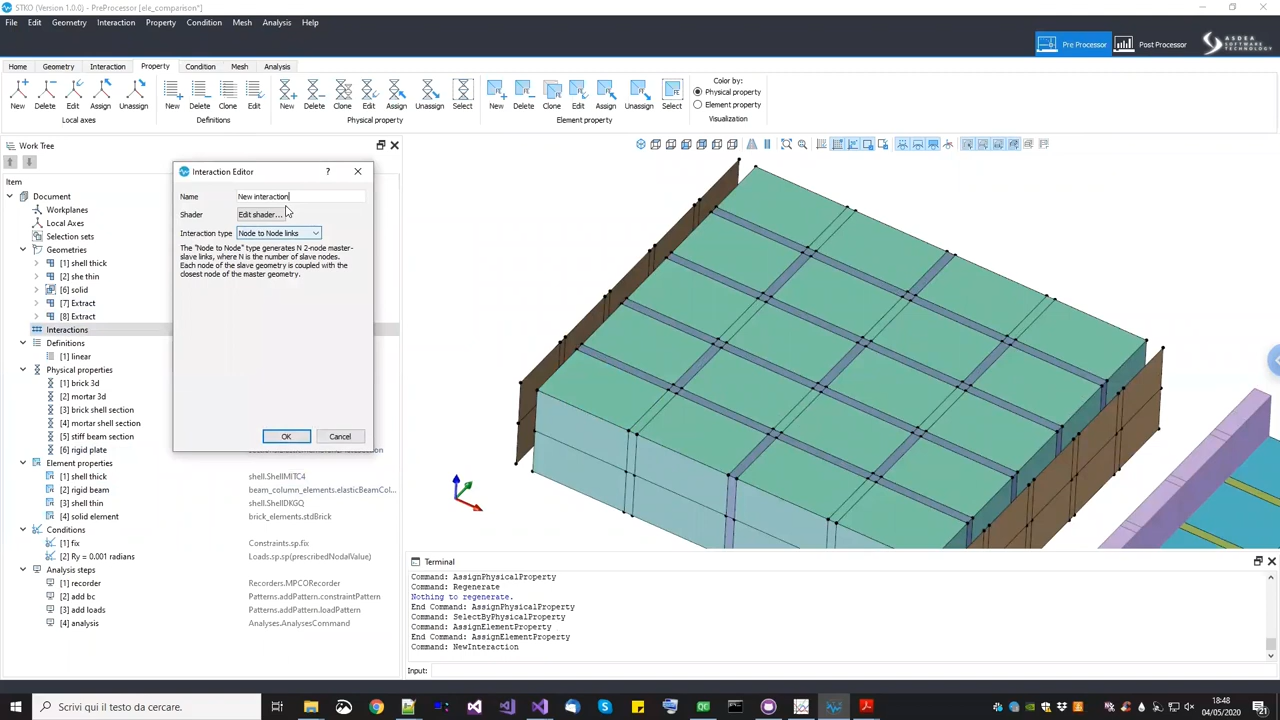 STKO (Version 1.0.0) - PreProcessor [ele_comparison*]
File Edit Geometry Interaction Property Condition Mesh Analysis Help
Pre Processor Post Processor ASDEA SOFTWARE TECHNOLOGY
Home Geometry Interaction Property Condition Mesh Analysis
New Delete Edit Assign Unassign New Delete Clone Edit New Delete Clone Edit Assign Unassign Select New Delete Clone Edit Assign Unassign Select
Color by:
Physical property
Element property
Local axes Definitions Physical property Element property Visualization
Work Tree
Item
Document
Workplanes
Local Axes
Selection sets
Geometries
[1] shell thick
[2] she thin
[6] solid
[7] Extract
[8] Extract
Interactions
Definitions
[1] linear
Physical properties
[1] brick 3d
[2] mortar 3d
[3] brick shell section
[4] mortar shell section
[5] stiff beam section
[6] rigid plate
Element properties
[1] shell thick shell.ShellMITC4
[2] rigid beam beam_column_elements.elasticBeamCol...
[3] shell thin shell.ShellDKGQ
[4] solid element brick_elements.stdBrick
Conditions
[1] fix Constraints.sp.fix
[2] Ry = 0.001 radians Loads.sp.sp(prescribedNodalValue)
Analysis steps
[1] recorder Recorders.MPCORecorder
[2] add bc Patterns.addPattern.constraintPattern
[3] add loads Patterns.addPattern.loadPattern
[4] analysis Analyses.AnalysesCommand
Interaction Editor ?
Name New interaction
Shader Edit shader...
Interaction type Node to Node links
The "Node to Node" type generates N 2-node master-
slave links, where N is the number of slave nodes.
Each node of the slave geometry is coupled with the
closest node of the master geometry.
OK Cancel
Terminal
Command: AssignPhysicalProperty
Command: Regenerate
Nothing to regenerate.
End Command: AssignPhysicalProperty
Command: SelectByPhysicalProperty
Command: AssignElementProperty
End Command: AssignElementProperty
Command: NewInteraction
Input:
Scrivi qui il testo da cercare.
18:48
04/05/2020